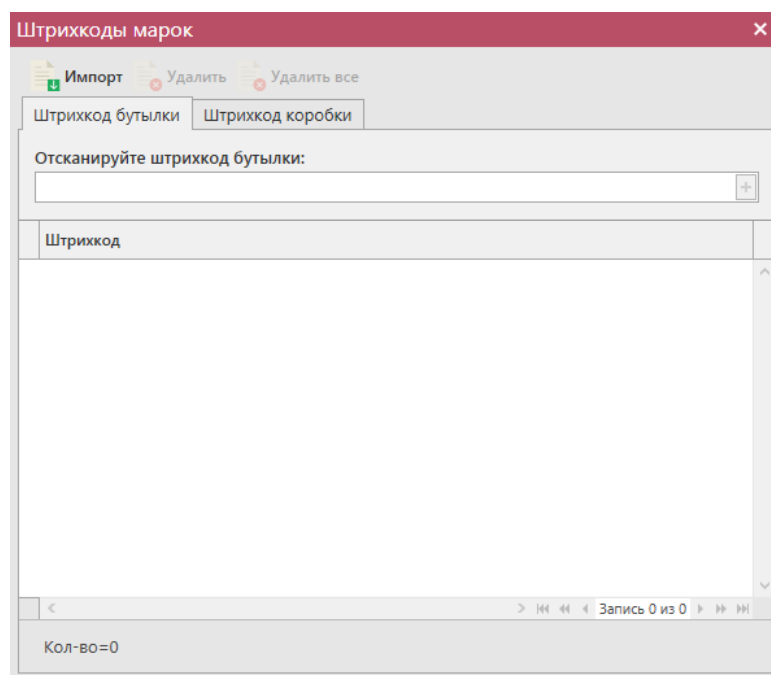 Штрихкоды марок
Импорт Удалить Удалить все
Штрихкод бутылки Штрихкод коробки
Отсканируйте штрихкод бутылки:
Штрихкод
Запись 0 из 0
Кол-во=0